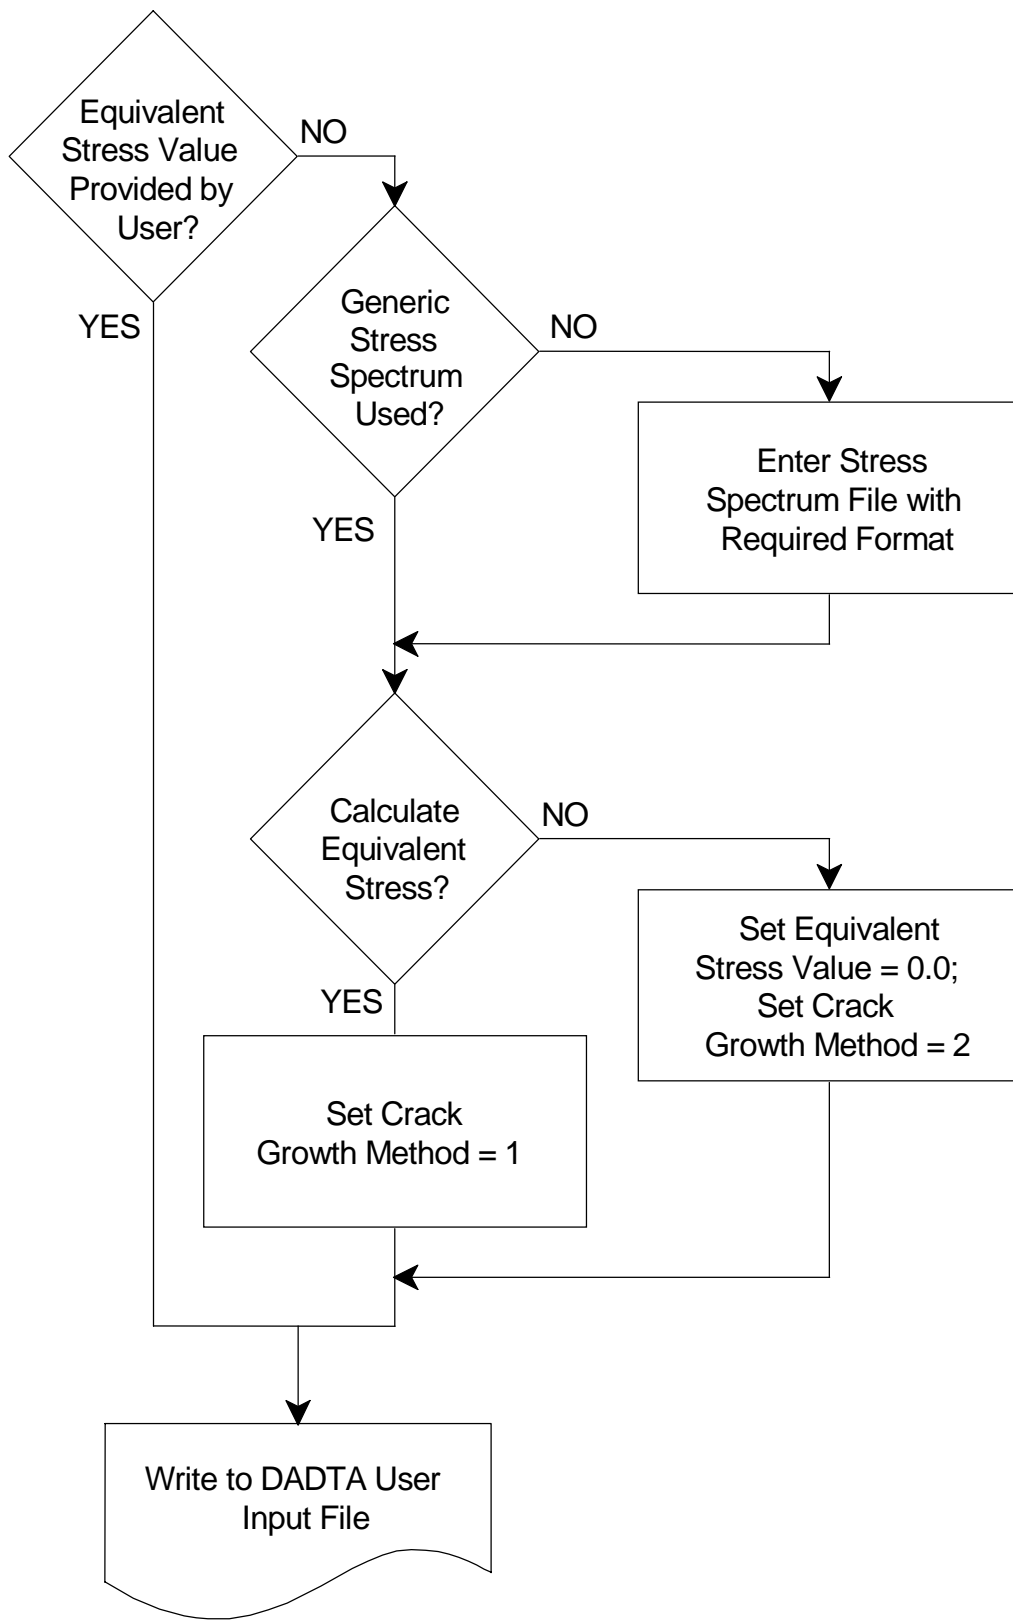 Equivalent
Stress Value
Provided by
User?
NO
YES
Generic
Stress
Spectrum
Used?
NO
YES
Enter Stress
Spectrum File with
Required Format
Calculate
Equivalent
Stress?
NO
YES
Set Equivalent
Stress Value = 0.0;
Set Crack
Growth Method = 2
Set Crack
Growth Method = 1
Write to DADTA User
Input File